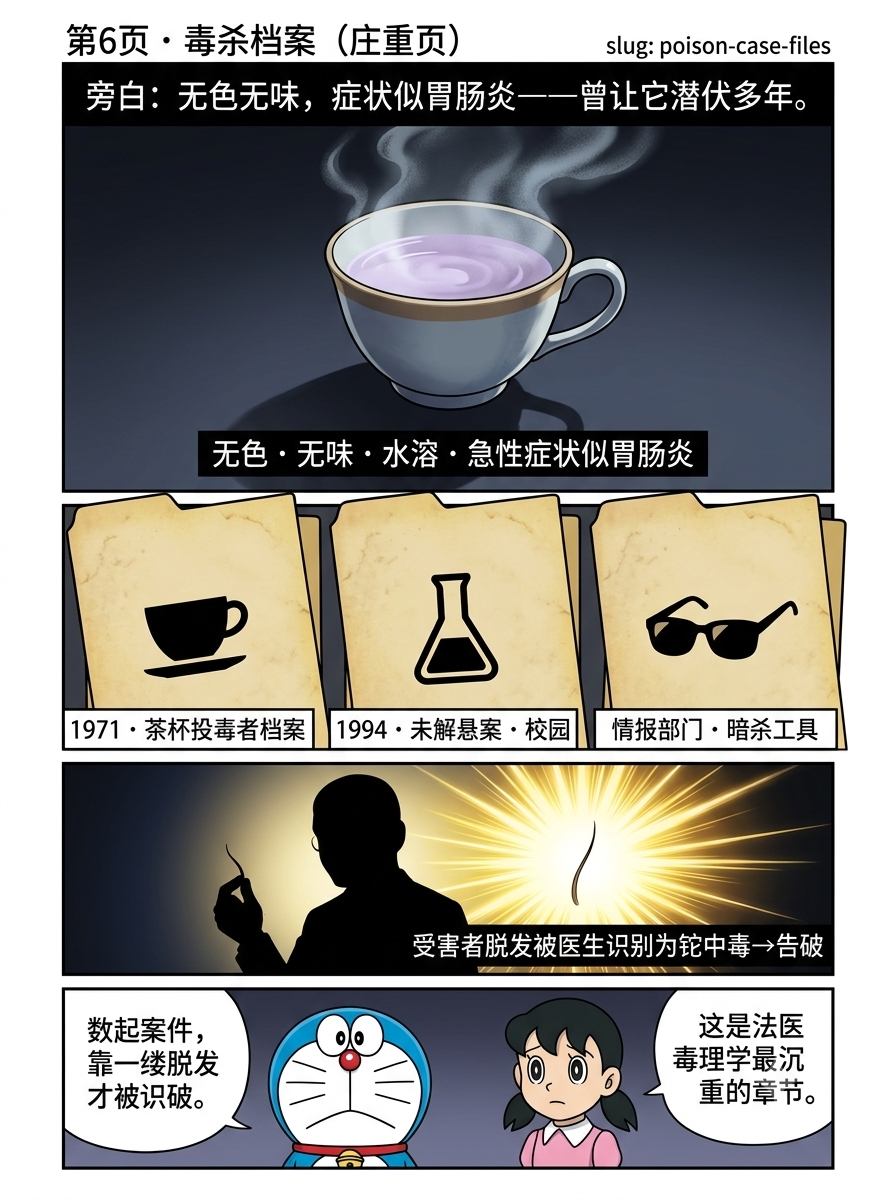 第6页·毒杀档案（庄重页）
slug: poison-case-files
旁白：无色无味，症状似胃肠炎——曾让它潜伏多年。
无色·无味·水溶·急性症状似胃肠炎
1971·茶杯投毒者档案
1994·未解悬案·校园
情报部门·暗杀工具
受害者脱发被医生识别为铊中毒→告破
数起案件，
靠一缕脱发
才被识破。
这是法医
毒理学最沉
重的章节。